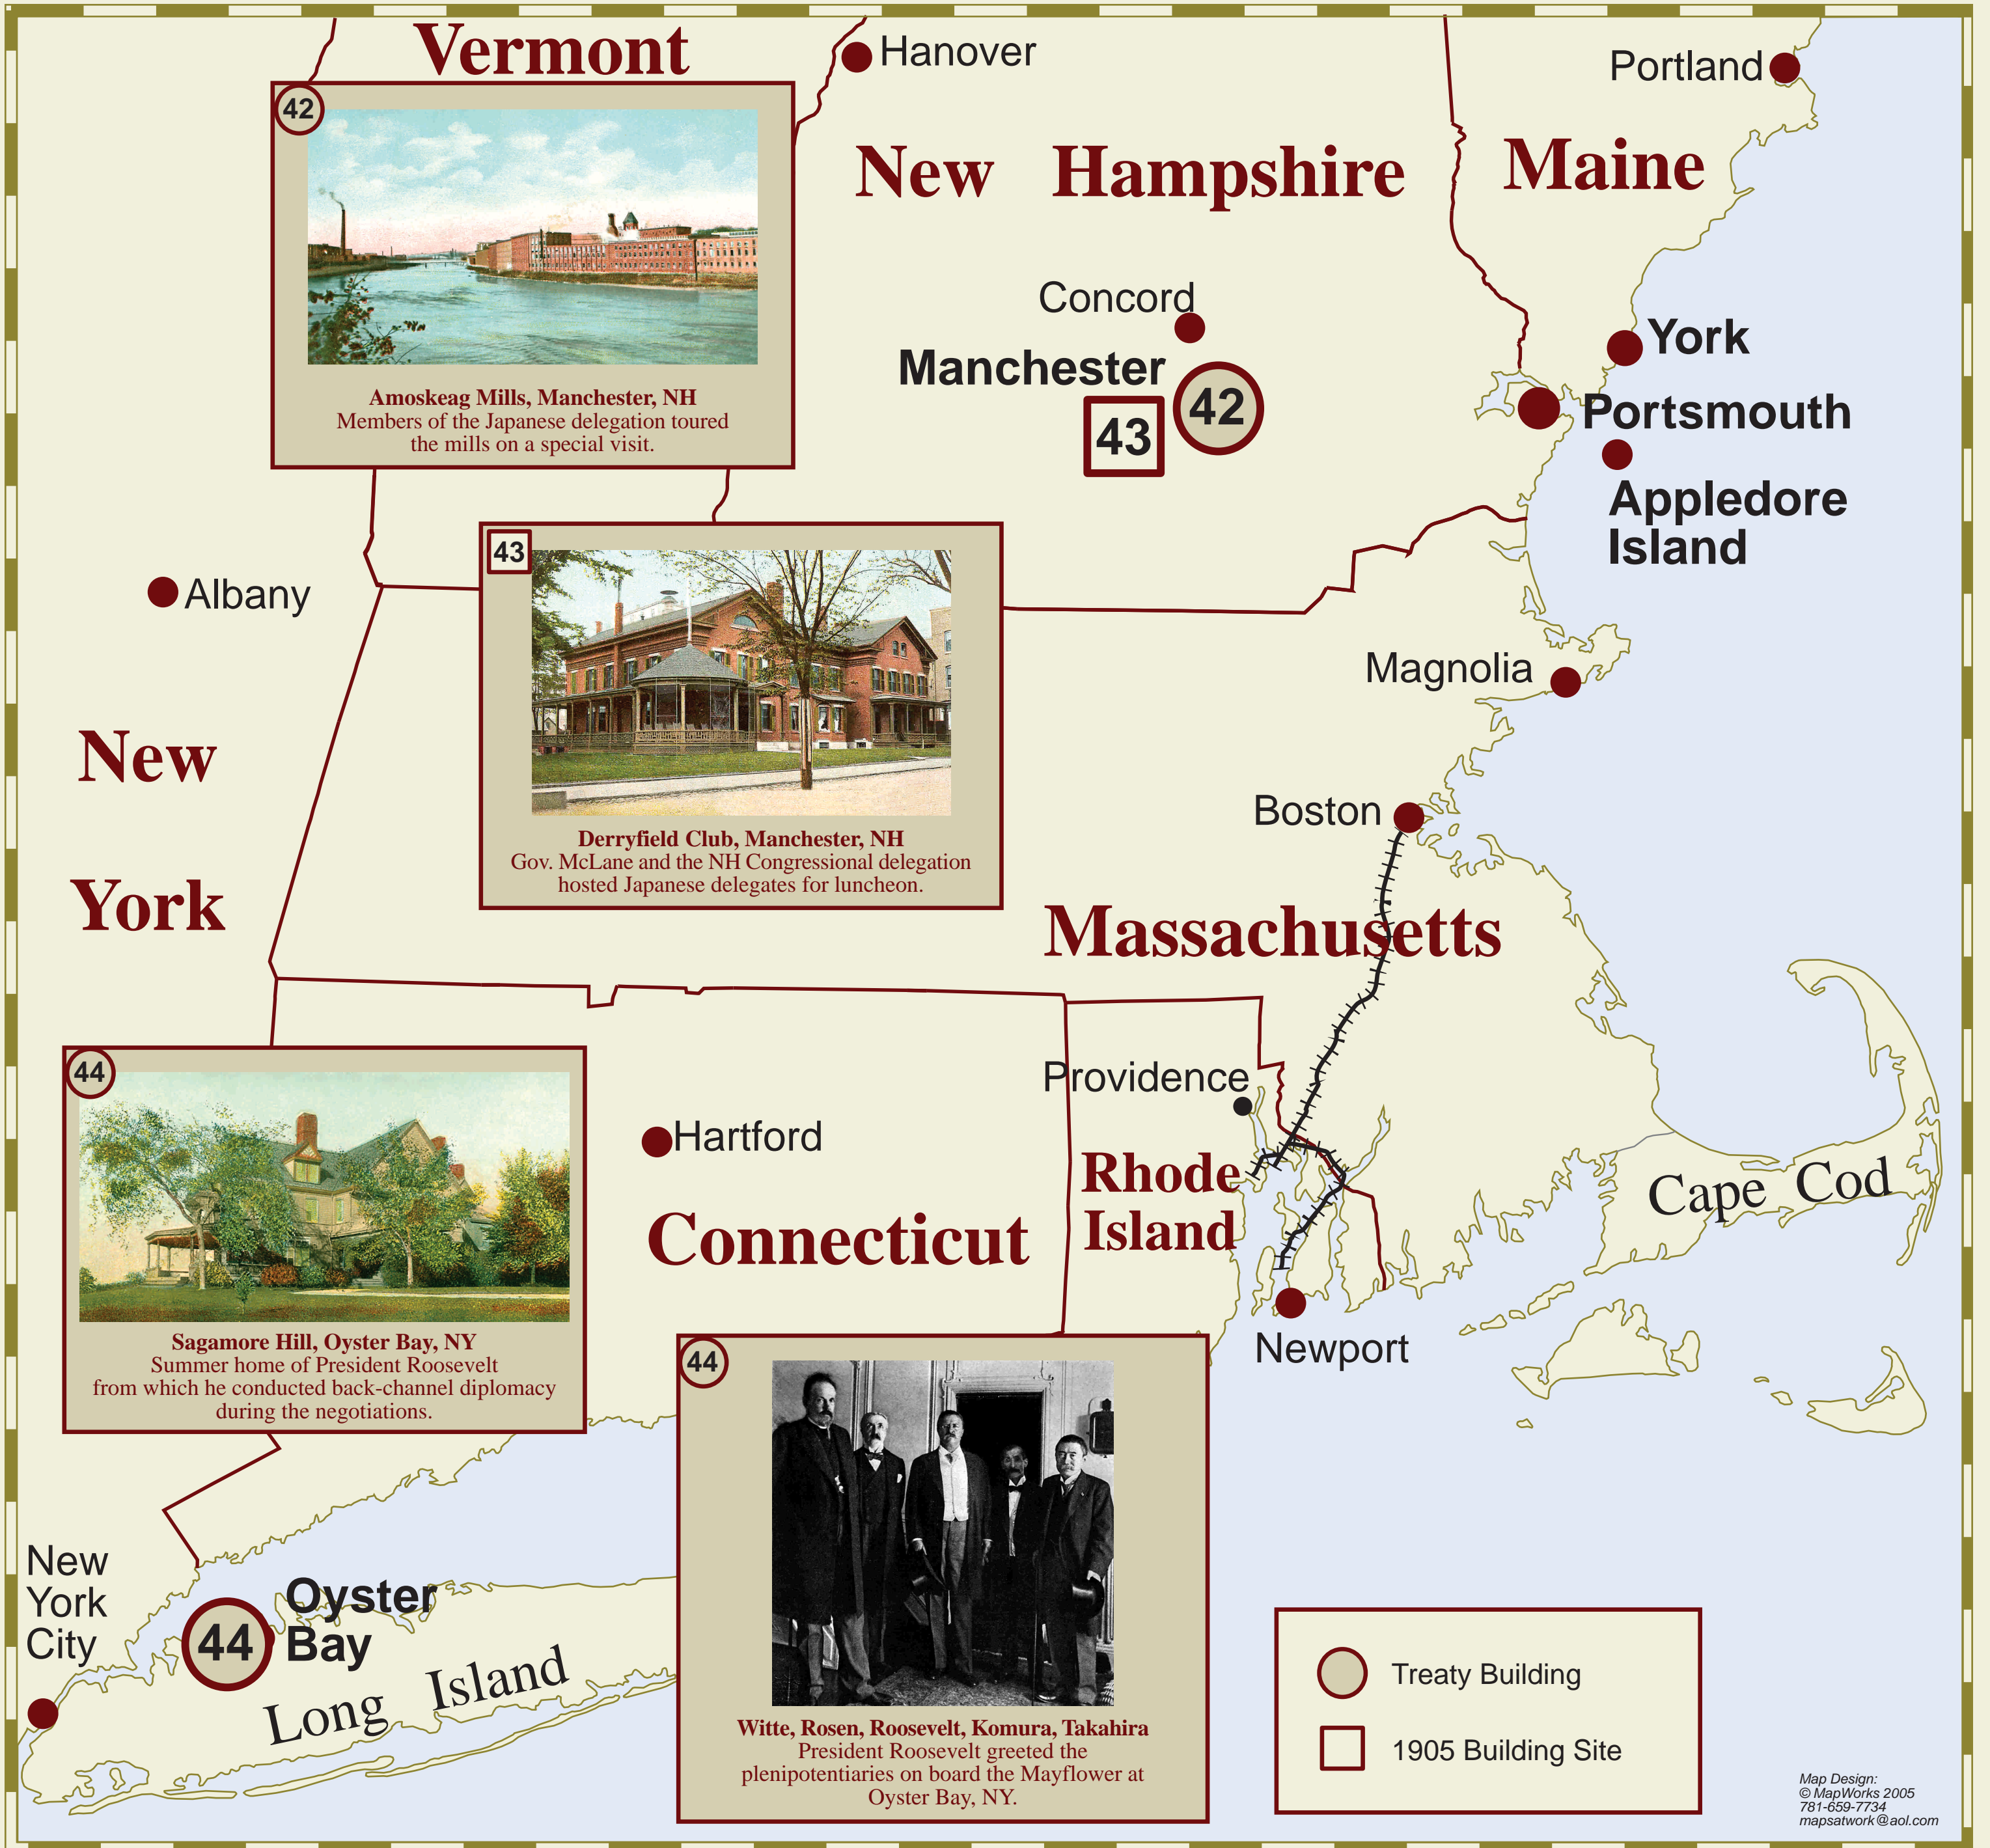 Vermont
Hanover
Portland
42
New Hampshire
Maine
Amoskeag Mills, Manchester, NH
Members of the Japanese delegation toured
the mills on a special visit.
Concord
Manchester
43
42
York
Portsmouth
Appledore
Island
43
Derryfield Club, Manchester, NH
Gov. McLane and the NH Congressional delegation
hosted Japanese delegates for luncheon.
Albany
New
York
Magnolia
Boston
Massachusetts
44
Sagamore Hill, Oyster Bay, NY
Summer home of President Roosevelt
from which he conducted back-channel diplomacy
during the negotiations.
Hartford
Connecticut
Providence
Rhode
Island
Cape Cod
Newport
44
Witte, Rosen, Roosevelt, Komura, Takahira
President Roosevelt greeted the
plenipotentiaries on board the Mayflower at
Oyster Bay, NY.
New
York
City
44
Oyster
Bay
Long Island
Treaty Building
1905 Building Site
Map Design:
© MapWorks 2005
781-659-7734
mapsatwork@aol.com